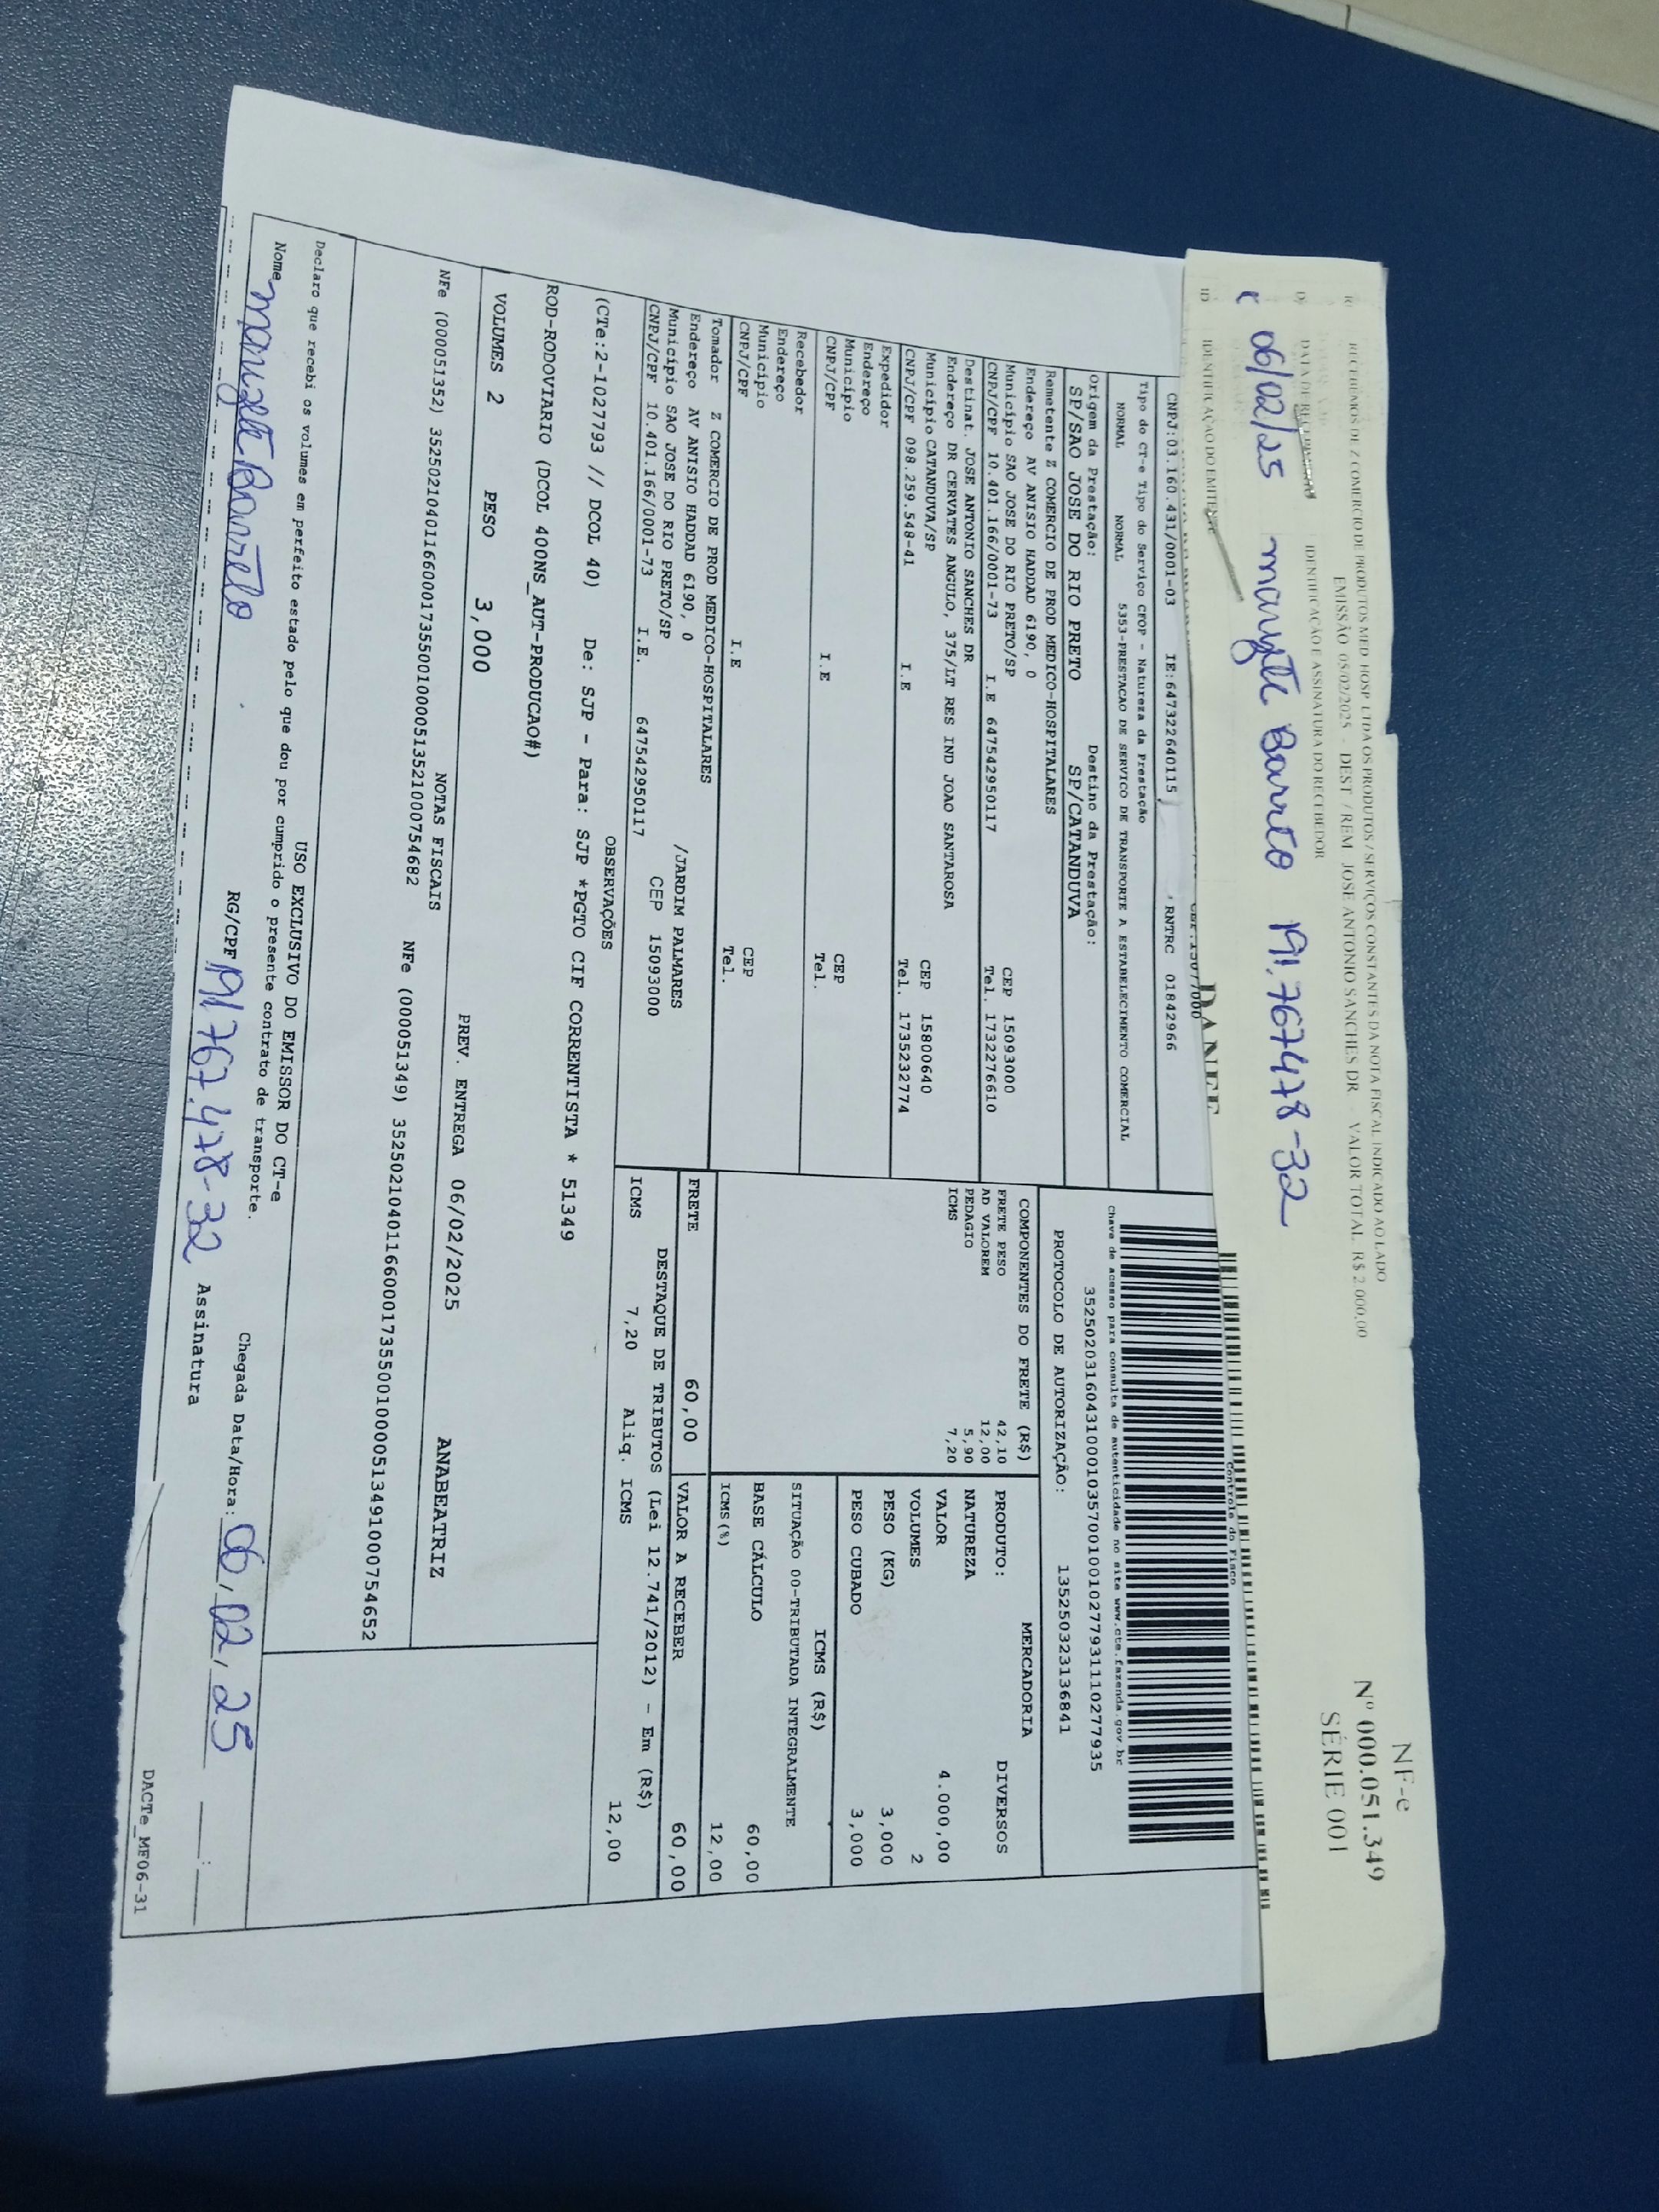 RECEBEMOS DE Z COMERCIO DE PRODUTOS MED HOSP LTDA OS PRODUTOS / SERVIÇOS CONSTANTES DA NOTA FISCAL INDICADO AO LADO
EMISSÃO 05/02/2025 - DEST / REM JOSE ANTONIO SANCHES DR - VALOR TOTAL R$ 2.000,00
NF-e
Nº 000.051.349
SÉRIE 001
DATA DE RECEBIMENTO
IDENTIFICAÇÃO E ASSINATURA DO RECEBEDOR
06/02/25 Barreto 191.767478-32
IDENTIFICAÇÃO DO EMITENTE
DANFE
Controle do Fisco
CNPJ:03.160.431/0001-03 IE:647322640115 , RNTRC 01842966
Tipo do CT-e Tipo do Serviço CFOP - Natureza da Prestação
NORMAL NORMAL 5353-PRESTACAO DE SERVICO DE TRANSPORTE A ESTABELECIMENTO COMERCIAL
Chave de acesso para consulta de autenticidade no site www.cte.fazenda.gov.br
35250203160431000103570010010277931110277935
Origem da Prestação: Destino da Prestação:
SP/SAO JOSE DO RIO PRETO SP/CATANDUVA
PROTOCOLO DE AUTORIZAÇÃO: 135250323136841
Remetente Z COMERCIO DE PROD MEDICO-HOSPITALARES
Endereço AV ANISIO HADDAD 6190, 0 CEP 15093000
Município SAO JOSE DO RIO PRETO/SP Tel. 1732276610
CNPJ/CPF 10.401.166/0001-73 I.E 647542950117
Destinat. JOSE ANTONIO SANCHES DR
Endereço DR CERVATES ANGULO, 375/LT RES IND JOAO SANTAROSA CEP 15800640
Município CATANDUVA/SP Tel. 1735232774
CNPJ/CPF 098.259.548-41 I.E
Expedidor
Endereço CEP
Município Tel.
CNPJ/CPF I.E
Recebedor
Endereço CEP
Município Tel.
CNPJ/CPF I.E
Tomador Z COMERCIO DE PROD MEDICO-HOSPITALARES
Endereço AV ANISIO HADDAD 6190, 0 /JARDIM PALMARES
Município SAO JOSE DO RIO PRETO/SP CEP 15093000
CNPJ/CPF 10.401.166/0001-73 I.E. 647542950117
COMPONENTES DO FRETE (R$)
FRETE PESO 42,10
AD VALOREM 12,00
PEDAGIO 5,90
ICMS 7,20
MERCADORIA
PRODUTO: DIVERSOS
NATUREZA
VALOR 4.000,00
VOLUMES 2
PESO (KG) 3,000
PESO CUBADO 3,000
ICMS (R$)
SITUAÇÃO 00-TRIBUTADA INTEGRALMENTE
BASE CÁLCULO 60,00
ICMS(%) 12,00
FRETE 60,00 VALOR A RECEBER 60,00
DESTAQUE DE TRIBUTOS (Lei 12.741/2012) - Em (R$)
ICMS 7,20 Aliq. ICMS 12,00
OBSERVAÇÕES
(CTe:2-1027793 // DCOL 40) De: SJP - Para: SJP *PGTO CIF CORRENTISTA * 51349
ROD-RODOVIARIO (DCOL 400NS_AUT-PRODUCAO#)
VOLUMES 2 PESO 3,000 PREV. ENTREGA 06/02/2025 ANABEATRIZ
NOTAS FISCAIS
NFe (000051352) 35250210401166000173550010000513521000754682 NFe (000051349) 35250210401166000173550010000513491000754652
USO EXCLUSIVO DO EMISSOR DO CT-e
Declaro que recebi os volumes em perfeito estado pelo que dou por cumprido o presente contrato de transporte.
Nome Barreto RG/CPF 191767.478-32 Chegada Data/Hora: 06/02/25 __:__
Assinatura
DACTe_MF06-31